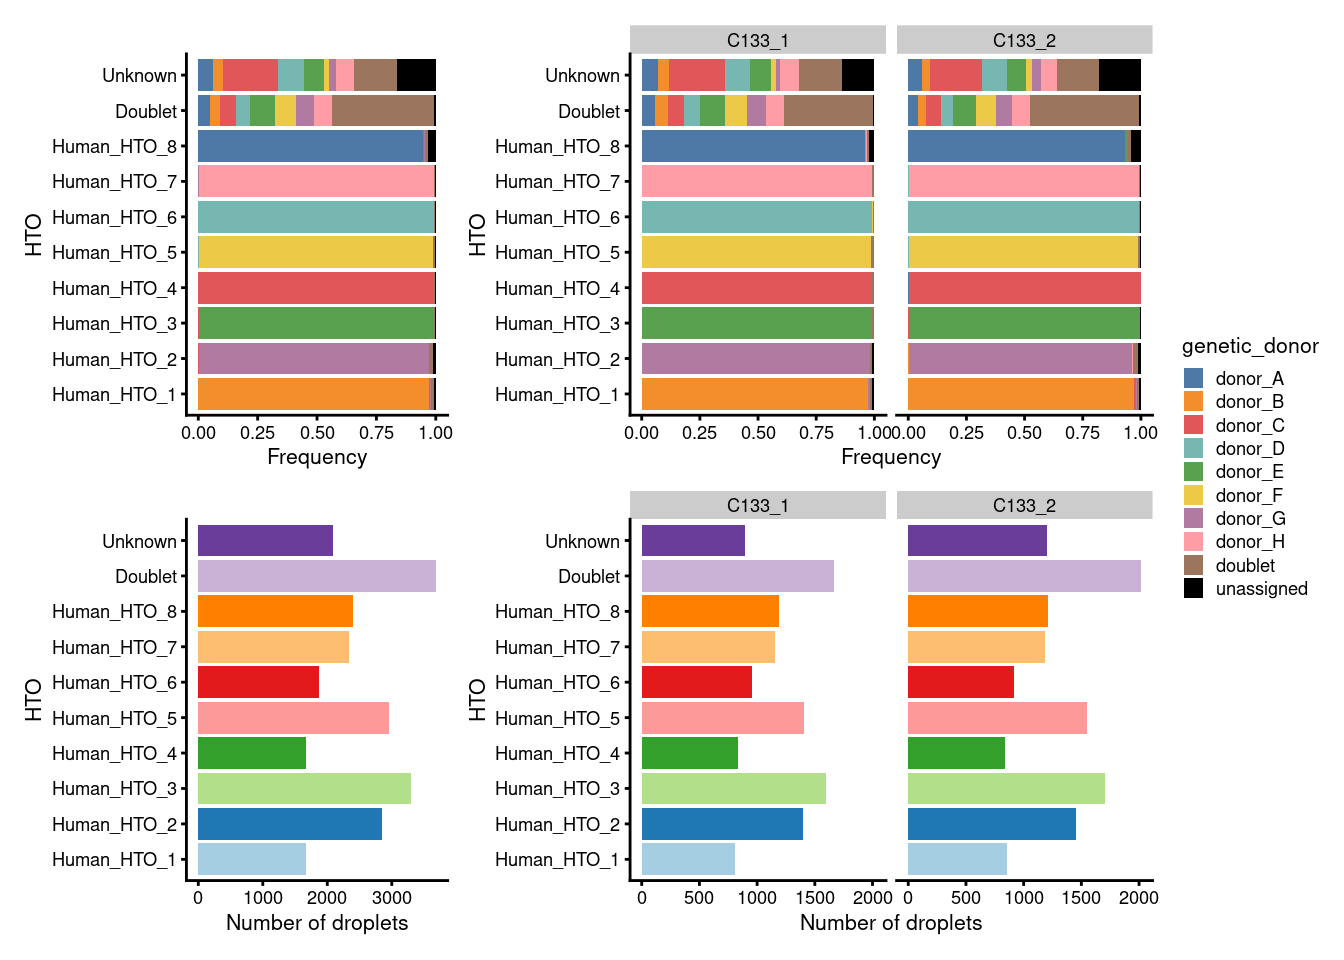 Unknown
Doublet
Human_HTO_8
Human_HTO_7
Human_HTO_6
Human_HTO_5
Human_HTO_4
Human_HTO_3
Human_HTO_2
Human_HTO_1
HTO
0.00 0.25 0.50 0.75 1.00
Frequency
C133_1 C133_2
Unknown
Doublet
Human_HTO_8
Human_HTO_7
Human_HTO_6
Human_HTO_5
Human_HTO_4
Human_HTO_3
Human_HTO_2
Human_HTO_1
HTO
0.00 0.25 0.50 0.75 1.00 0.00 0.25 0.50 0.75 1.00
Frequency
Unknown
Doublet
Human_HTO_8
Human_HTO_7
Human_HTO_6
Human_HTO_5
Human_HTO_4
Human_HTO_3
Human_HTO_2
Human_HTO_1
HTO
0 1000 2000 3000
Number of droplets
C133_1 C133_2
Unknown
Doublet
Human_HTO_8
Human_HTO_7
Human_HTO_6
Human_HTO_5
Human_HTO_4
Human_HTO_3
Human_HTO_2
Human_HTO_1
HTO
0 500 1000 1500 2000 0 500 1000 1500 2000
Number of droplets
genetic_donor
donor_A
donor_B
donor_C
donor_D
donor_E
donor_F
donor_G
donor_H
doublet
unassigned